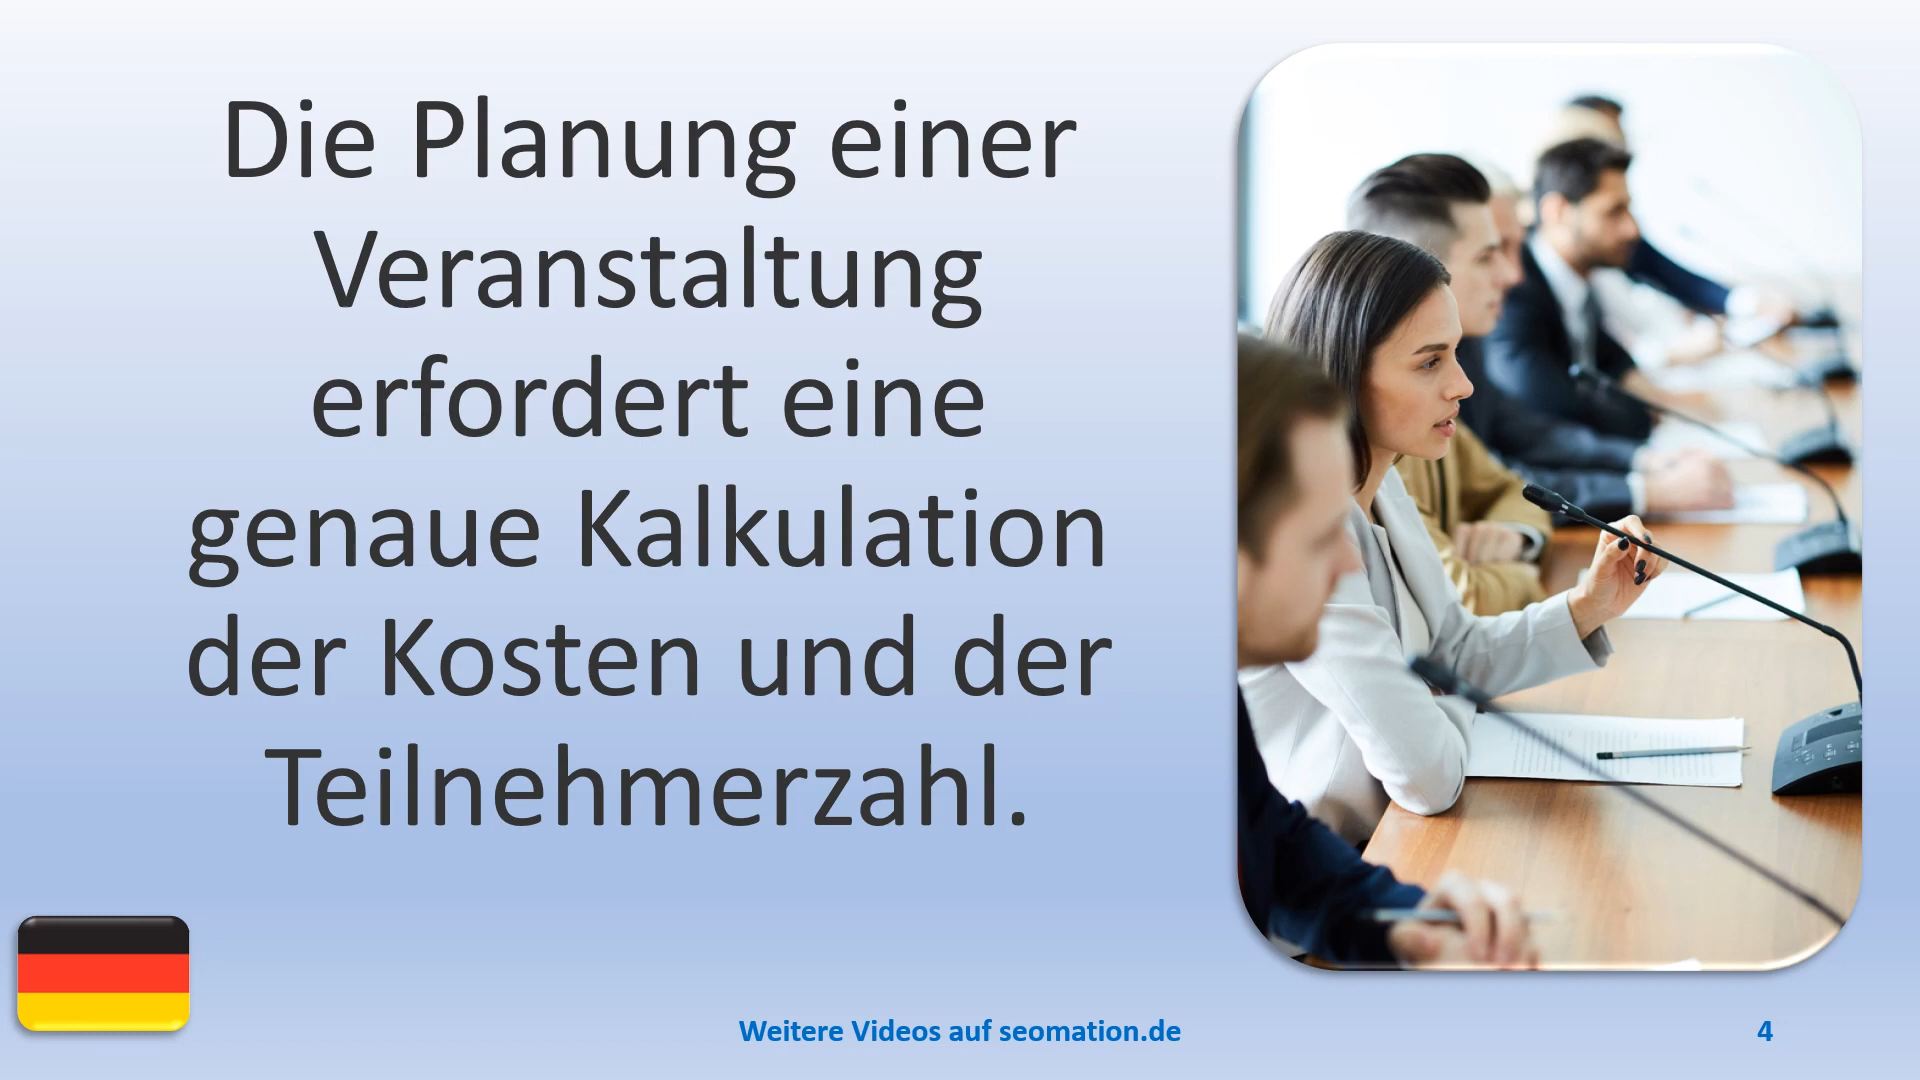 Die Planung einer
Veranstaltung
erfordert eine
genaue Kalkulation
der Kosten und der
Teilnehmerzahl.
Weitere Videos auf seomation.de
4